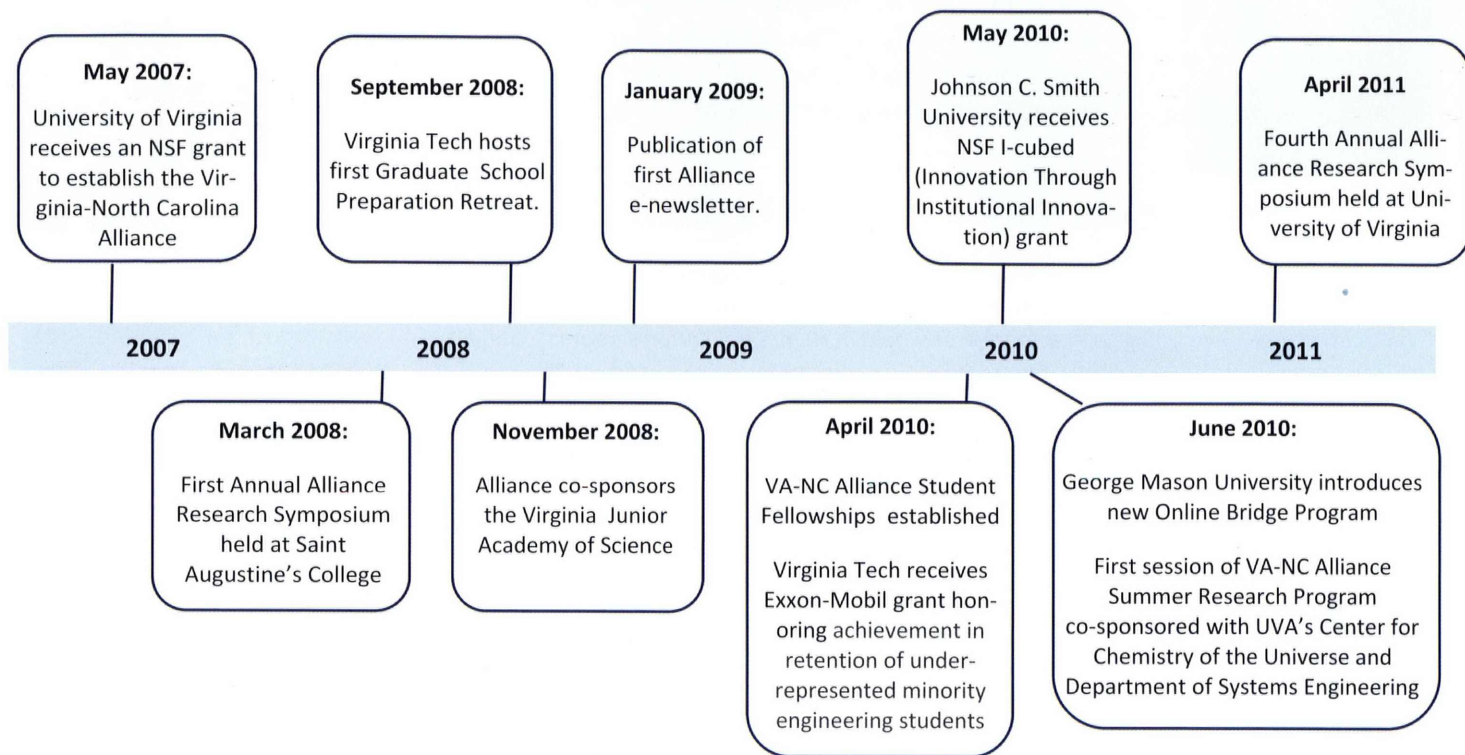 May 2007:
University of Virginia
receives an NSF grant
to establish the Vir-
ginia-North Carolina
Alliance
September 2008:
Virginia Tech hosts
first Graduate School
Preparation Retreat.
January 2009:
Publication of
first Alliance
e-newsletter.
May 2010:
Johnson C. Smith
University receives
NSF I-cubed
(Innovation Through
Institutional Innova-
tion) grant
April 2011
Fourth Annual Alli-
ance Research Sym-
posium held at Uni-
versity of Virginia
2007 2008 2009 2010 2011
March 2008:
First Annual Alliance
Research Symposium
held at Saint
Augustine's College
November 2008:
Alliance co-sponsors
the Virginia Junior
Academy of Science
April 2010:
VA-NC Alliance Student
Fellowships established
Virginia Tech receives
Exxon-Mobil grant hon-
oring achievement in
retention of under-
represented minority
engineering students
June 2010:
George Mason University introduces
new Online Bridge Program
First session of VA-NC Alliance
Summer Research Program
co-sponsored with UVA's Center for
Chemistry of the Universe and
Department of Systems Engineering